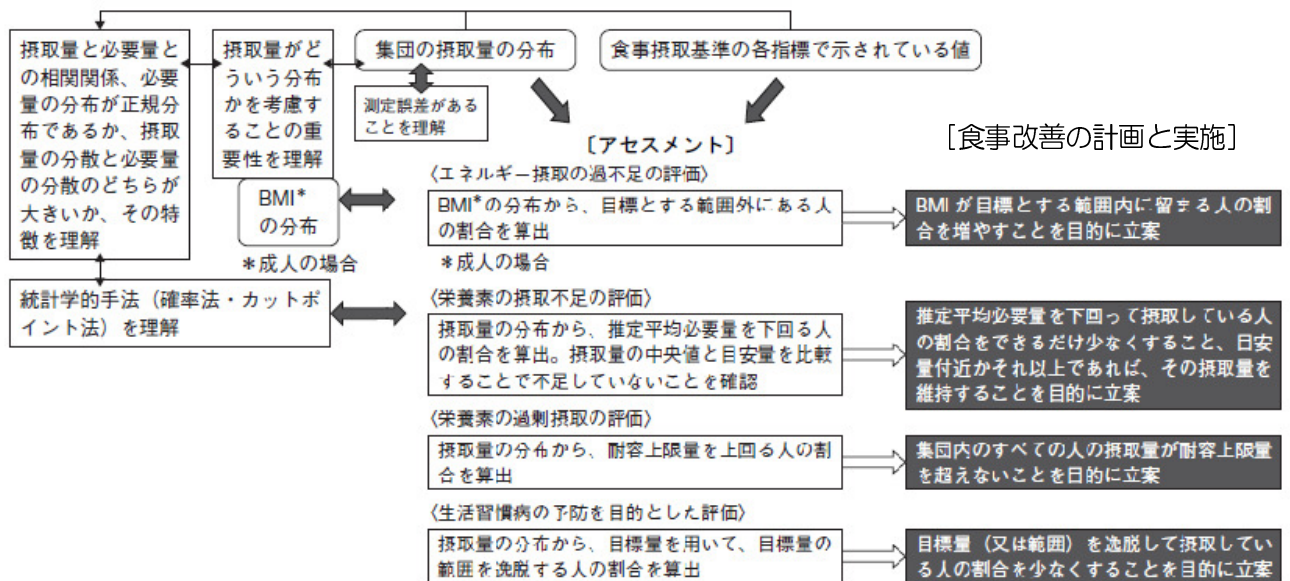 摂取量と必要量と
の相関関係、必要
量の分布が正規分
布であるか、摂取
量の分散と必要量
の分散のどちらが
大きいか、その特
徴を理解
摂取量がど
ういう分布
かを考慮す
ることの重
要性を理解
集団の摂取量の分布
食事摂取基準の各指標で示されている値
測定誤差がある
ことを理解
〔アセスメント〕
［食事改善の計画と実施］
〈エネルギー摂取の過不足の評価〉
BMI*
の分布
*成人の場合
BMI*の分布から、目標とする範囲外にある人
の割合を算出
*成人の場合
BMI が目標とする範囲内に留まる人の割
合を増やすことを目的に立案
統計学的手法（確率法・カットポ
イント法）を理解
〈栄養素の摂取不足の評価〉
摂取量の分布から、推定平均必要量を下回る人
の割合を算出。摂取量の中央値と目安量を比較
することで不足していないことを確認
推定平均必要量を下回って摂取している人
の割合をできるだけ少なくすること、目安
量付近かそれ以上であれば、その摂取量を
維持することを目的に立案
〈栄養素の過剰摂取の評価〉
摂取量の分布から、耐容上限量を上回る人の割
合を算出
集団内のすべての人の摂取量が耐容上限量
を超えないことを目的に立案
〈生活習慣病の予防を目的とした評価〉
摂取量の分布から、目標量を用いて、目標量の
範囲を逸脱する人の割合を算出
目標量（又は範囲）を逸脱して摂取してい
る人の割合を少なくすることを目的に立案